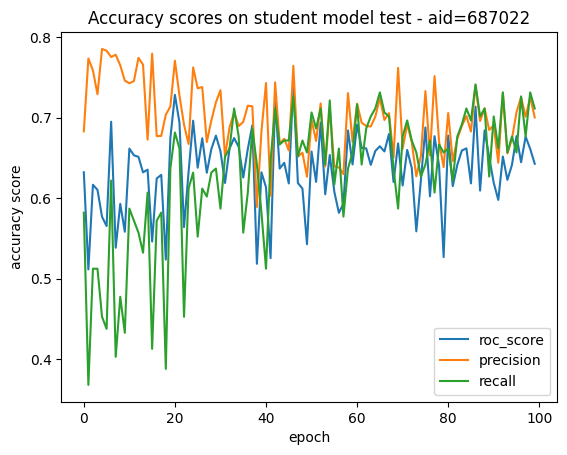 Accuracy scores on student model test - aid=687022
accuracy score
0.8
0.7
0.6
0.5
0.4
0
20
40
60
80
100
epoch
roc_score
precision
recall